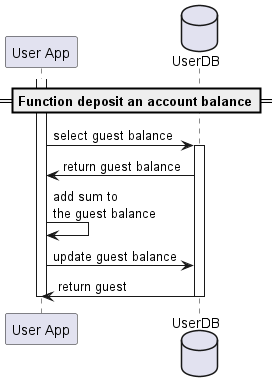 User App
UserDB
Function deposit an account balance
select guest balance
return guest balance
add sum to
the guest balance
update guest balance
return guest
User App
UserDB